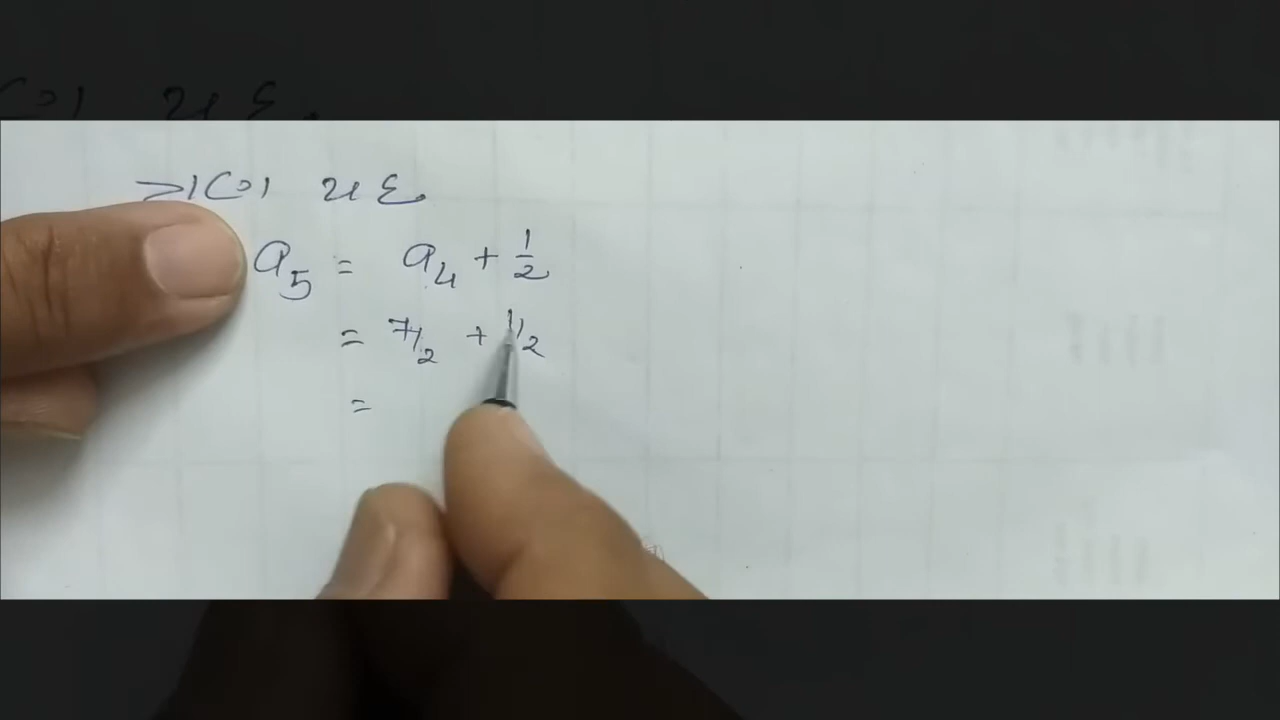 a₅ = a₄ + 1/2
= 7/2 + 1/2
=